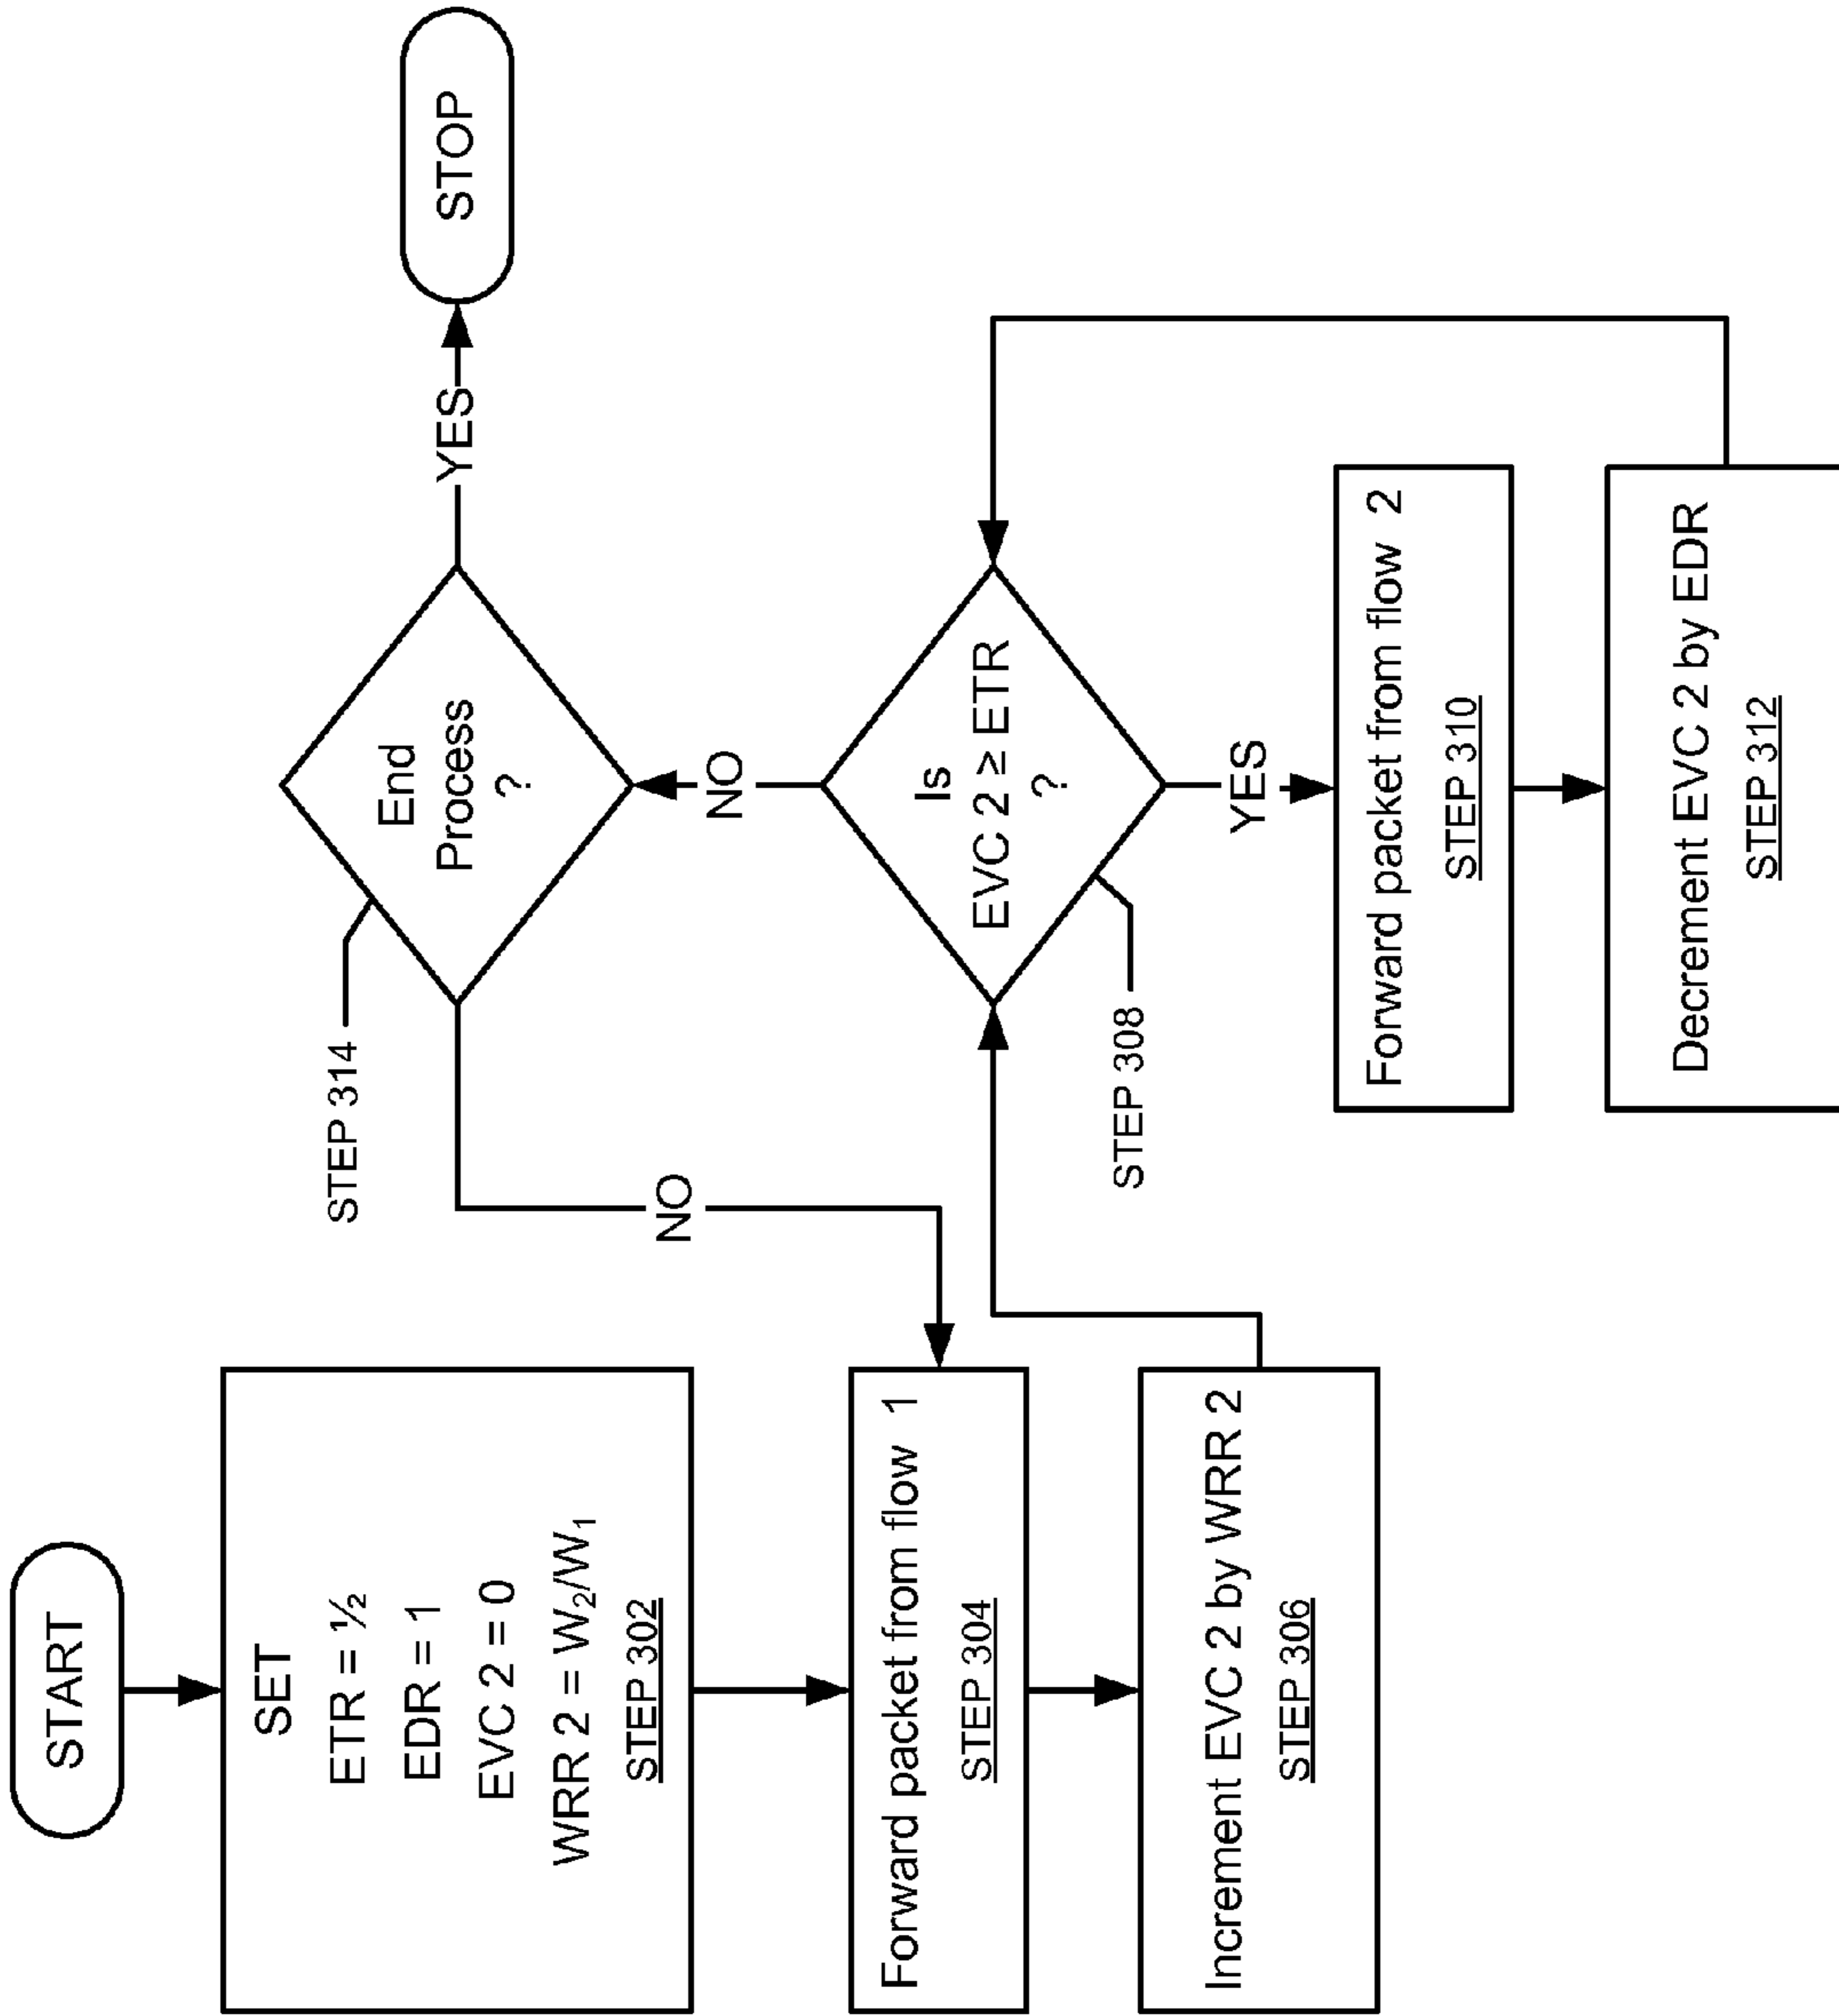 START
SET
ETR = ½
EDR = 1
EVC 2 = 0
WRR 2 = W₂/W₁
STEP 302
Forward packet from flow 1
STEP 304
Increment EVC 2 by WRR 2
STEP 306
STEP 314
End
Process
?
YES
STOP
NO
NO
Is
EVC 2 ≥ ETR
?
STEP 308
YES
Forward packet from flow 2
STEP 310
Decrement EVC 2 by EDR
STEP 312